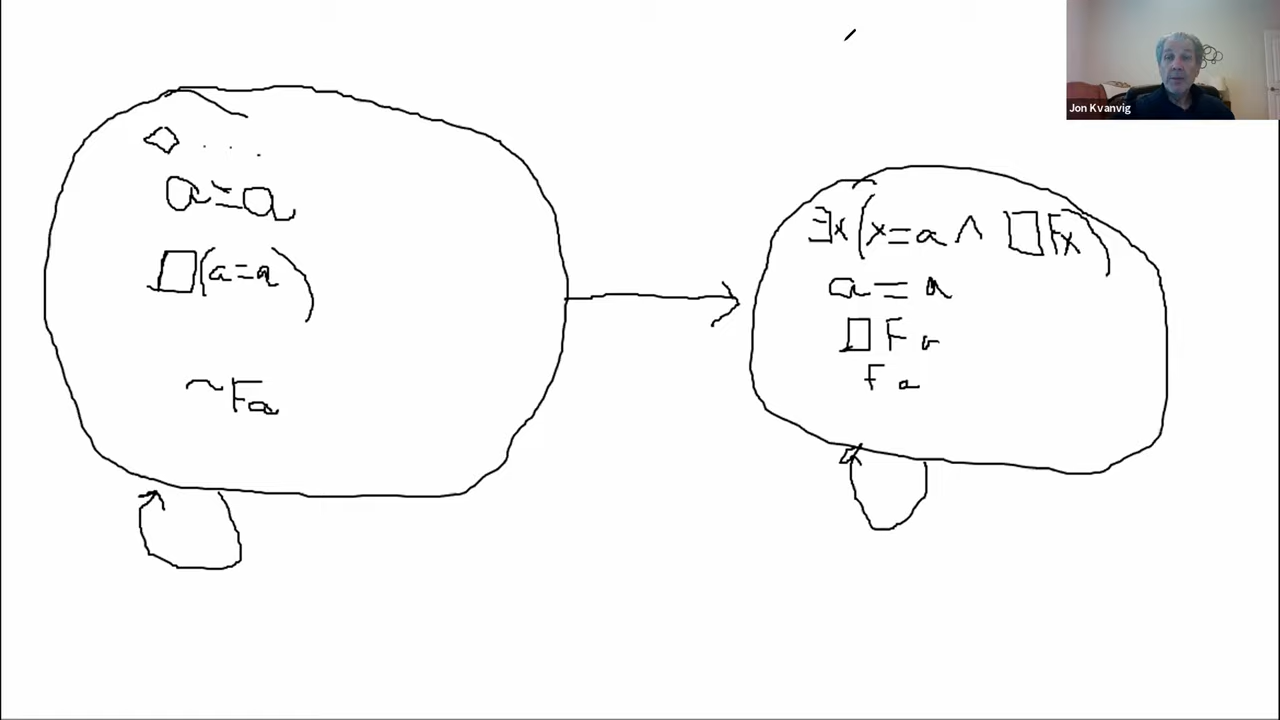 ◇ . . .
a=a
□(a=a)
~Fa
∃x(x=a ∧ □Fx)
a=a
□Fa
Fa
Jon Kvanvig